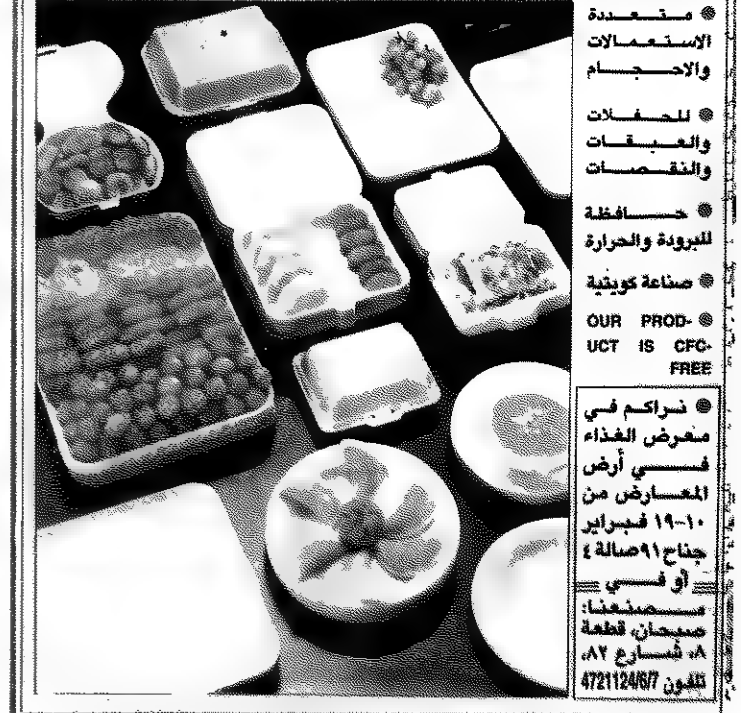 ● متعددة
الاستعمالات
والاحجام
● للحفلات
والعبقات
والنقصات
● حافظة
للبرودة والحرارة
● صناعة كويتية
● OUR PROD-
UCT IS CFC-
FREE
● نراكم في
معرض الغذاء
في أرض
المعارض من
١٠-١٩ فبراير
جناح ٩١ صالة ٤
أو في
مصنعنا:
صبحان، قطعة
٨، شارع ٨٢،
تلفون 4721124/6/7